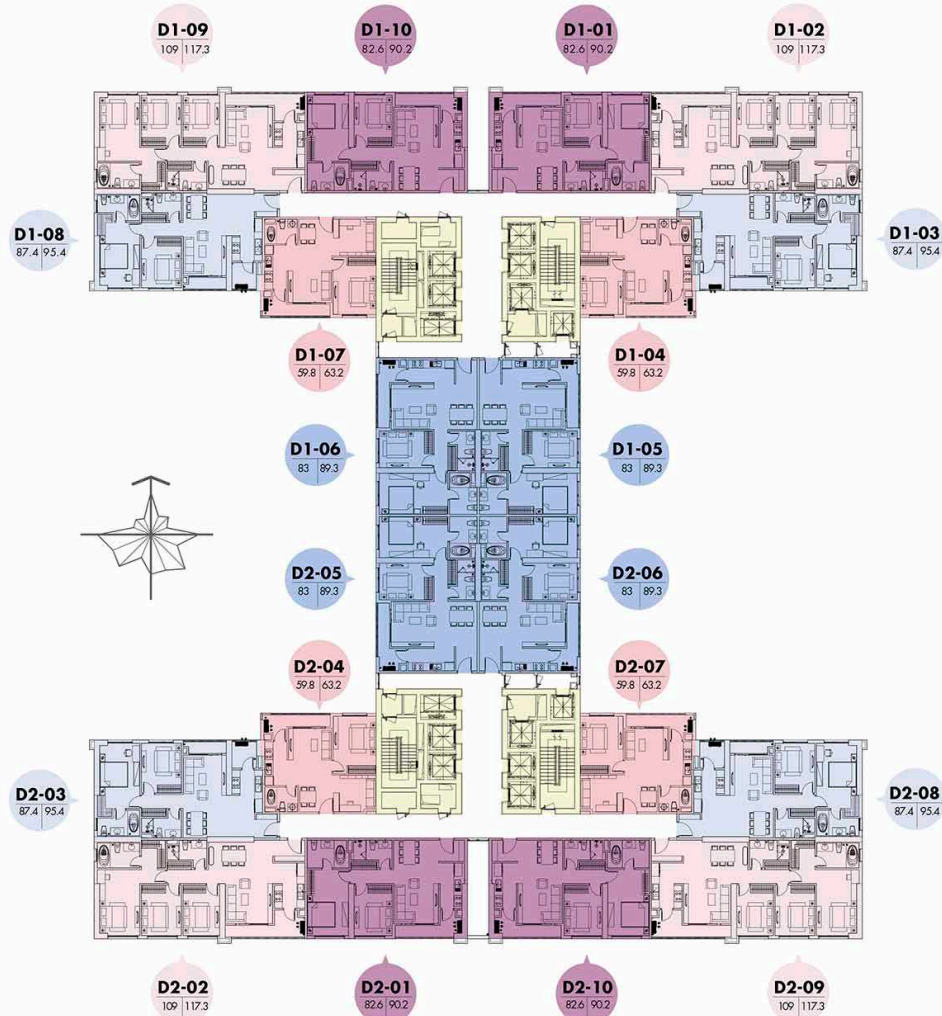 D1-09
109 117.3
D1-10
82.6 90.2
D1-01
82.6 90.2
D1-02
109 117.3
D1-08
87.4 95.4
D1-03
87.4 95.4
D1-07
59.8 63.2
D1-04
59.8 63.2
D1-06
83 89.3
D1-05
83 89.3
D2-05
83 89.3
D2-06
83 89.3
D2-04
59.8 63.2
D2-07
59.8 63.2
D2-03
87.4 95.4
D2-08
87.4 95.4
D2-02
109 117.3
D2-01
82.6 90.2
D2-10
82.6 90.2
D2-09
109 117.3